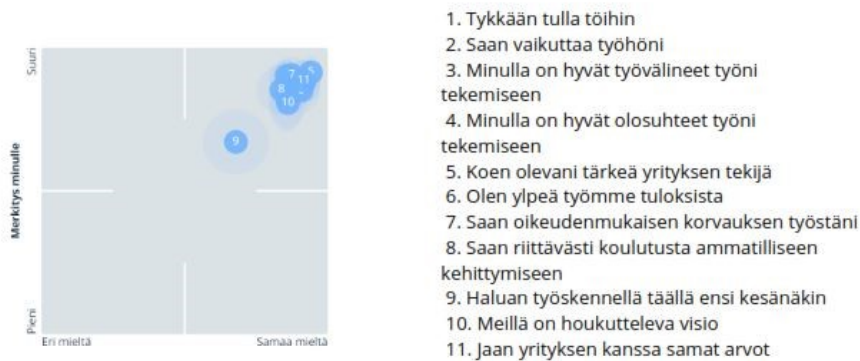 Suuri
Merkitys minulle
Pieni
Eri mieltä
Samaa mieltä
7
5
11
8
10
9
1. Tykkään tulla töihin
2. Saan vaikuttaa työhöni
3. Minulla on hyvät työvälineet työni
tekemiseen
4. Minulla on hyvät olosuhteet työni
tekemiseen
5. Koen olevani tärkeä yrityksen tekijä
6. Olen ylpeä työmme tuloksista
7. Saan oikeudenmukaisen korvauksen työstäni
8. Saan riittävästi koulutusta ammatilliseen
kehittymiseen
9. Haluan työskennellä täällä ensi kesänäkin
10. Meillä on houkutteleva visio
11. Jaan yrityksen kanssa samat arvot